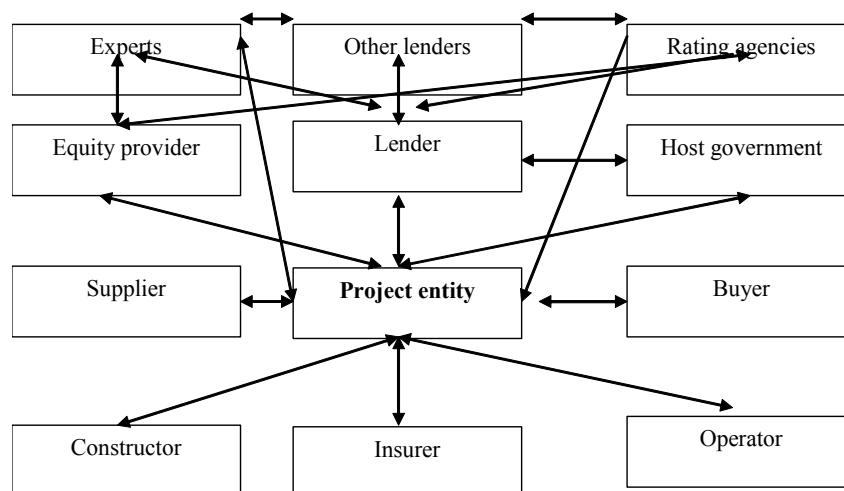 Experts
Other lenders
Rating agencies
Equity provider
Lender
Host government
Supplier
Project entity
Buyer
Constructor
Insurer
Operator